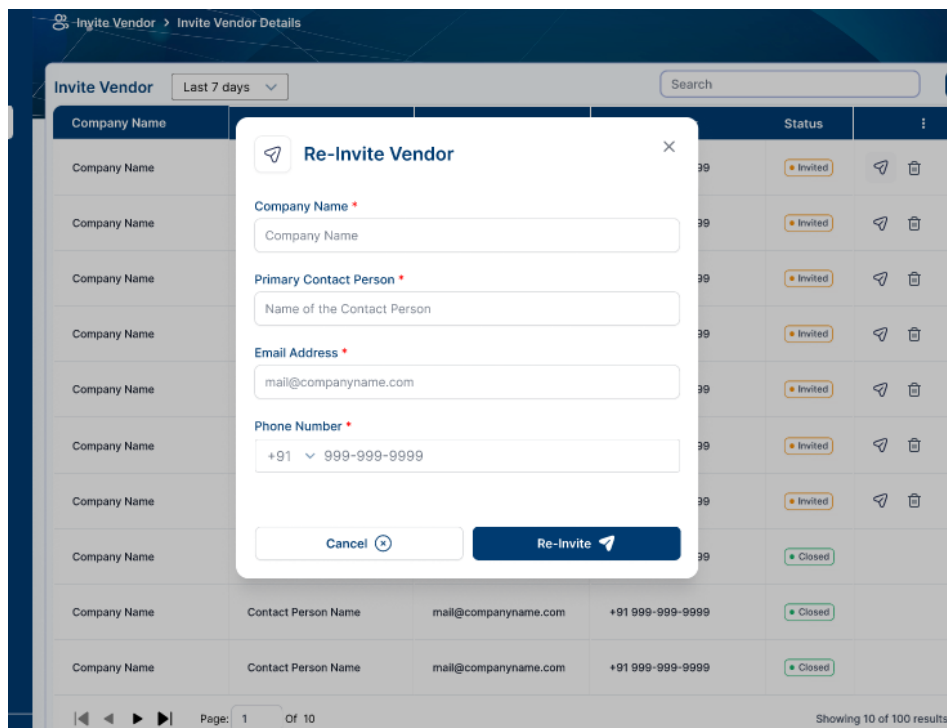 Invite Vendor > Invite Vendor Details
Invite Vendor Last 7 days Search
Company Name Status
Re-Invite Vendor
Company Name 99 Invited
Company Name *
Company Name
Company Name 99 Invited
Primary Contact Person *
Company Name 99 Invited
Name of the Contact Person
Company Name 99 Invited
Email Address *
mail@companyname.com
Company Name 99 Invited
Phone Number *
Company Name 99 Invited
+91 999-999-9999
Company Name 99 Invited
Cancel Re-Invite
Company Name 99 Closed
Company Name Contact Person Name mail@companyname.com +91 999-999-9999 Closed
Company Name Contact Person Name mail@companyname.com +91 999-999-9999 Closed
Page: 1 Of 10 Showing 10 of 100 results